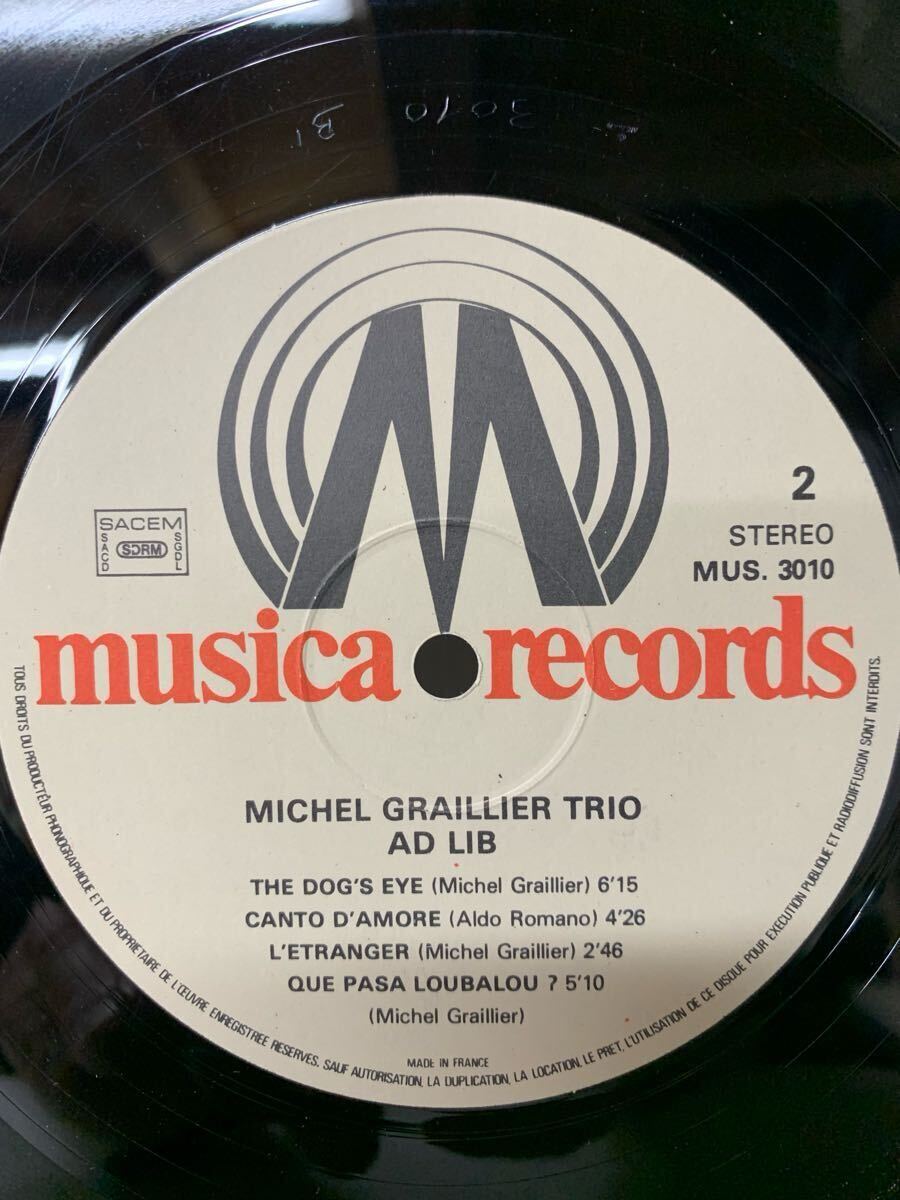 3010 B1
2
STEREO
MUS. 3010
SACEM
SACD
SDRM
SGDL
musica records
MICHEL GRAILLIER TRIO
AD LIB
THE DOG'S EYE (Michel Graillier) 6'15
CANTO D'AMORE (Aldo Romano) 4'26
L'ETRANGER (Michel Graillier) 2'46
QUE PASA LOUBALOU ? 5'10
(Michel Graillier)
MADE IN FRANCE
TOUS DROITS DU PRODUCTEUR PHONOGRAPHIQUE ET DU PROPRIETAIRE DE L'ŒUVRE ENREGISTREE RESERVES. SAUF AUTORISATION, LA DUPLICATION, LA LOCATION, LE PRET, L'UTILISATION DE CE DISQUE POUR EXECUTION PUBLIQUE ET RADIODIFFUSION SONT INTERDITS.